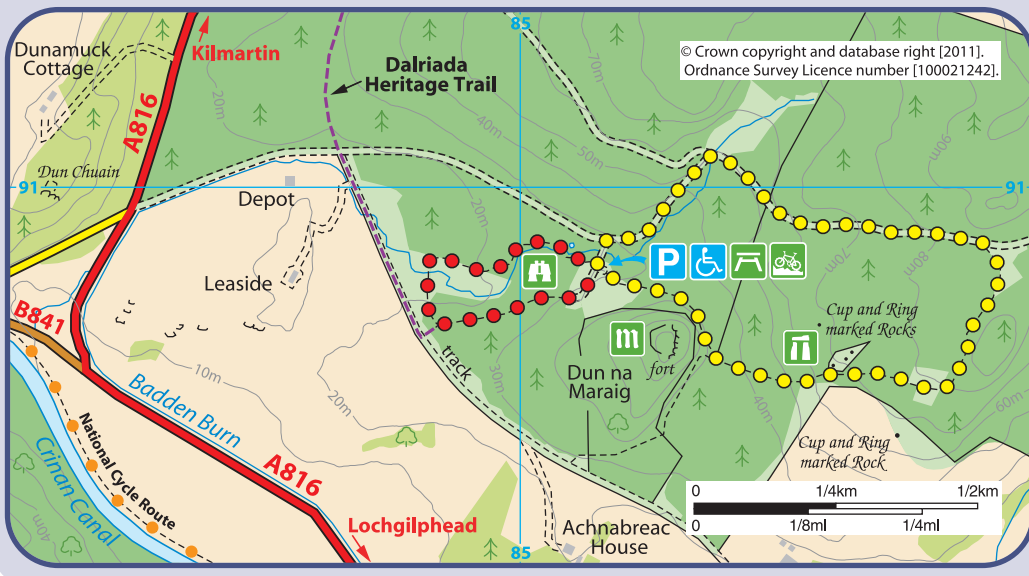 85
© Crown copyright and database right [2011].
Ordnance Survey Licence number [100021242].
Dunamuck
Cottage
Kilmartin
Dalriada
Heritage Trail
70m
20m
40m
50m
90m
A816
Dun Chuain
91
91
Depot
20m
Leaside
P
70m
80m
Cup and Ring
marked Rocks
B841
m
fort
Dun na
Maraig
track
30m
10m
20m
40m
60m
Badden Burn
National Cycle Route
Crinan Canal
A816
Cup and Ring
marked Rock
40m
Lochgilphead
Achnabreac
House
85
0 1/4km 1/2km
0 1/8ml 1/4ml